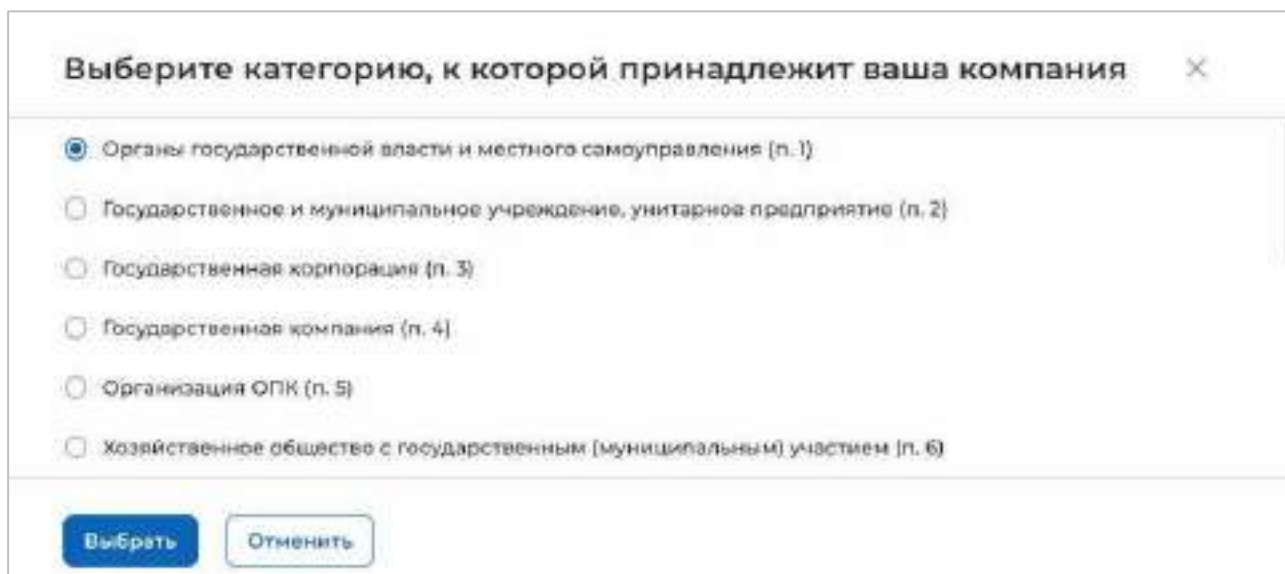 Выберите категорию, к которой принадлежит ваша компания
Органы государственной власти и местного самоуправления (п. 1)
Государственное и муниципальное учреждение, унитарное предприятие (п. 2)
Государственная корпорация (п. 3)
Государственная компания (п. 4)
Организация ОПК (п. 5)
Хозяйственное общество с государственным (муниципальным) участием (п. 6)
Выбрать Отменить